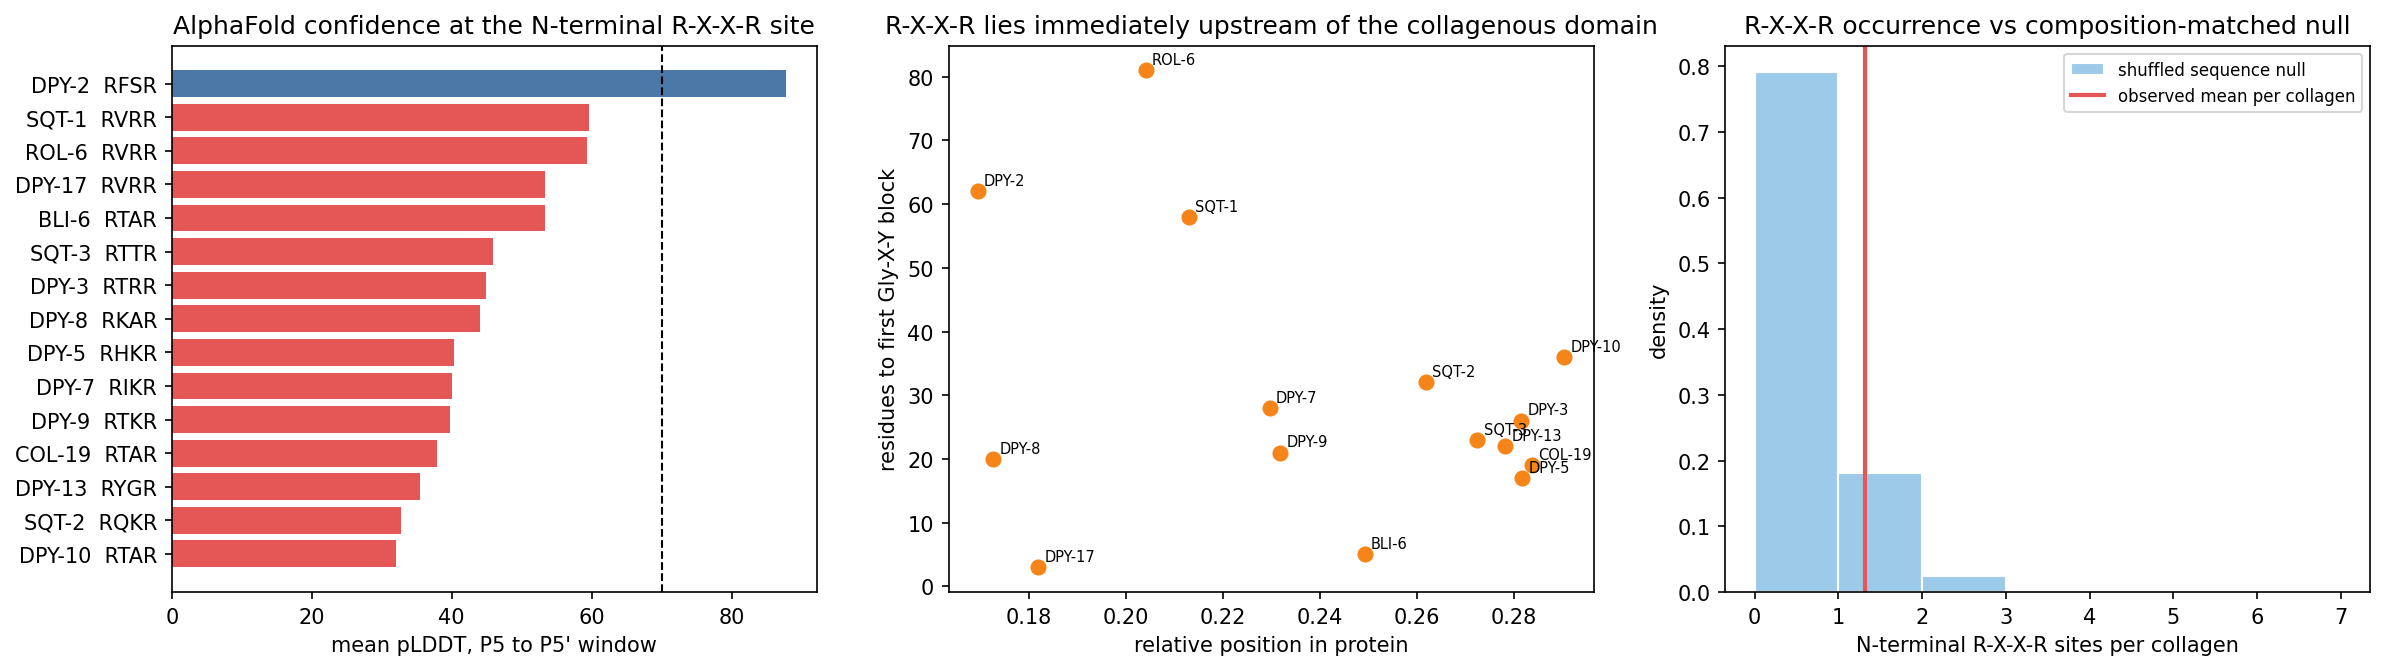 AlphaFold confidence at the N-terminal R-X-X-R site
DPY-2 RFSR
SQT-1 RVRR
ROL-6 RVRR
DPY-17 RVRR
BLI-6 RTAR
SQT-3 RTTR
DPY-3 RTRR
DPY-8 RKAR
DPY-5 RHKR
DPY-7 RIKR
DPY-9 RTKR
COL-19 RTAR
DPY-13 RYGR
SQT-2 RQKR
DPY-10 RTAR
0 20 40 60 80
mean pLDDT, P5 to P5' window
R-X-X-R lies immediately upstream of the collagenous domain
residues to first Gly-X-Y block
80
70
60
50
40
30
20
10
0
ROL-6
DPY-2
SQT-1
DPY-10
SQT-2
DPY-7
DPY-3
SQT-3
DPY-13
DPY-9
DPY-8
COL-19
DPY-5
BLI-6
DPY-17
0.18 0.20 0.22 0.24 0.26 0.28
relative position in protein
R-X-X-R occurrence vs composition-matched null
shuffled sequence null
observed mean per collagen
density
0.8
0.7
0.6
0.5
0.4
0.3
0.2
0.1
0.0
0 1 2 3 4 5 6 7
N-terminal R-X-X-R sites per collagen